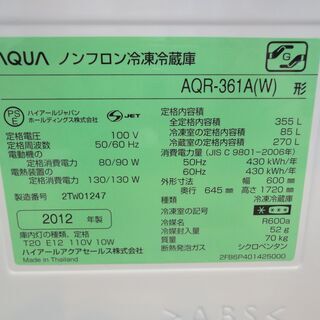 AQUA ノンフロン冷凍冷蔵庫
AQR-361A(W) 形
PS
E
ハイアールジャパン
ホールディングス株式会社
JET
定格電圧 100 V
定格周波数 50/60 Hz
電動機の
定格消費電力 80/90 W
電熱装置の
定格消費電力 130/130 W
製造番号 2TW01247
2012 年製
庫内灯の種類、定格
T20 E12 110V 10W
ハイアールアクアセールス株式会社
Made in Thailand
定格内容積
全定格内容積 355 L
冷凍室の定格内容積 85 L
冷蔵室の定格内容積 270 L
消費電力量(JIS C 9801-2006年)
50Hz 430 kWh/年
60Hz 430 kWh/年
外形寸法 幅 600 mm
奥行 645 mm 高さ 1720 mm
種類 冷凍冷蔵庫
冷凍室の記号
冷媒 R600a
冷媒封入量 52 g
質量 70 kg
断熱発泡ガス シクロペンタン
2FB6P401425000
>ABS<